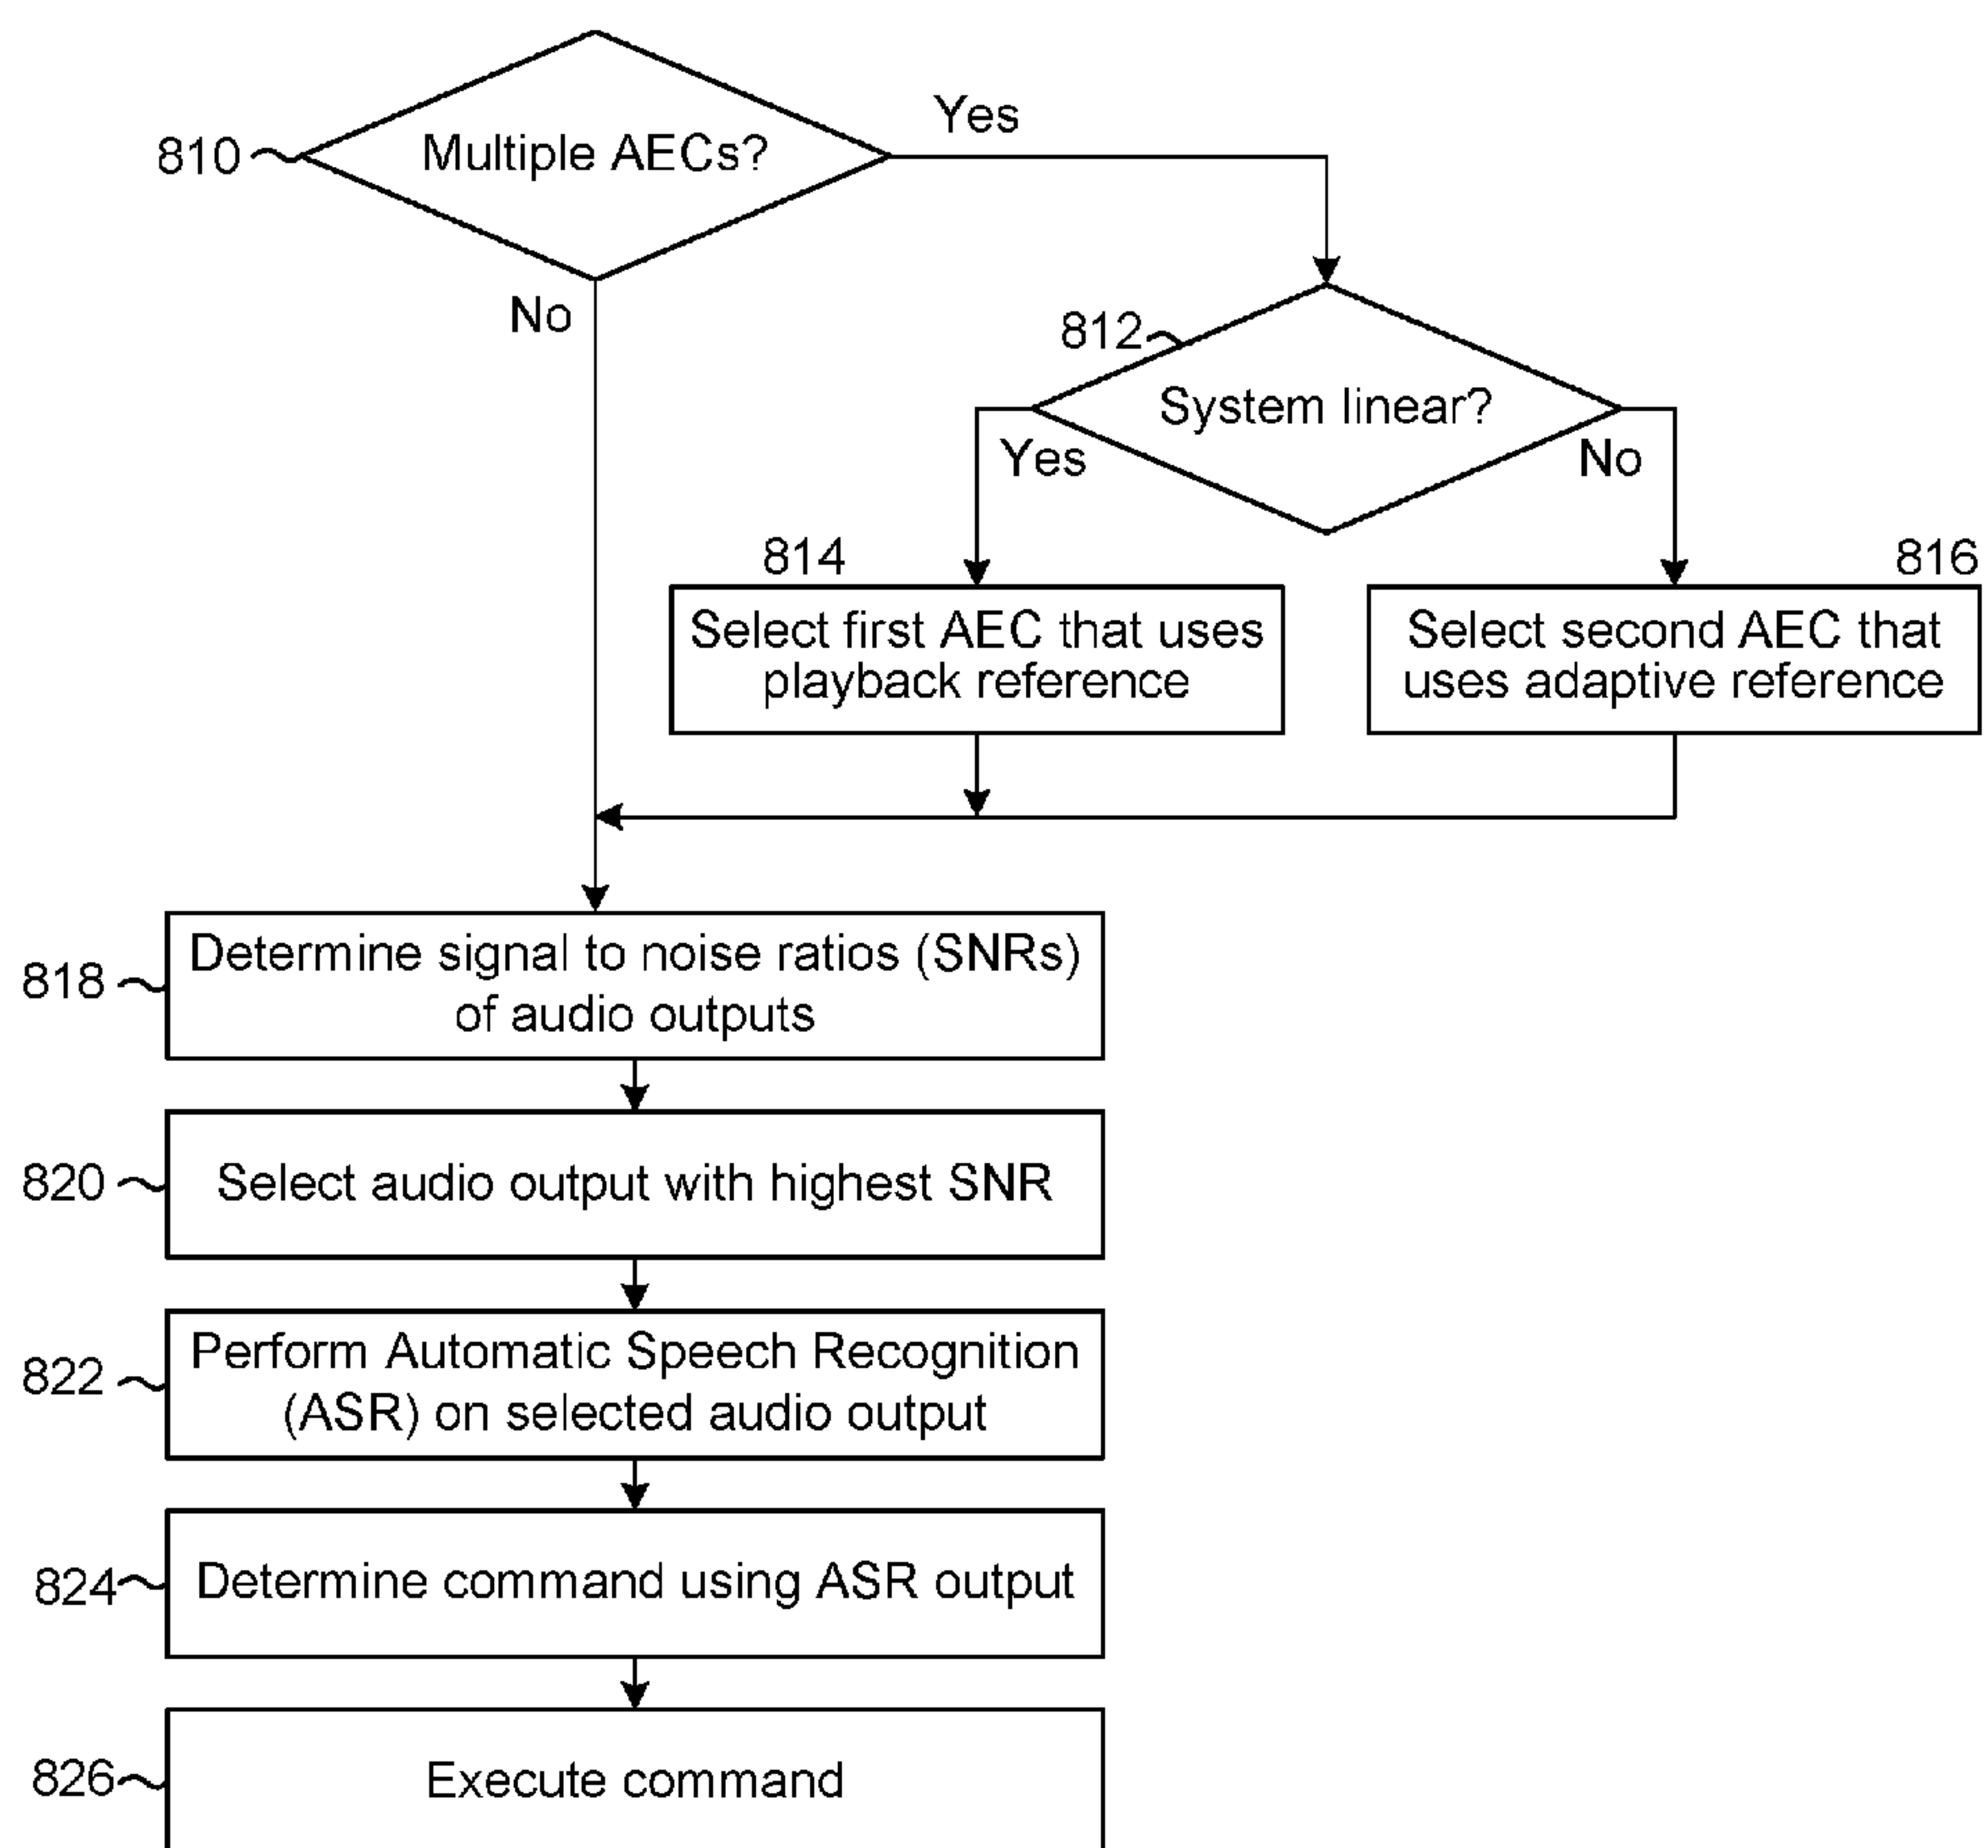 810
Multiple AECs?
Yes
No
812
System linear?
Yes
No
814
Select first AEC that uses
playback reference
816
Select second AEC that
uses adaptive reference
818
Determine signal to noise ratios (SNRs)
of audio outputs
820
Select audio output with highest SNR
822
Perform Automatic Speech Recognition
(ASR) on selected audio output
824
Determine command using ASR output
826
Execute command